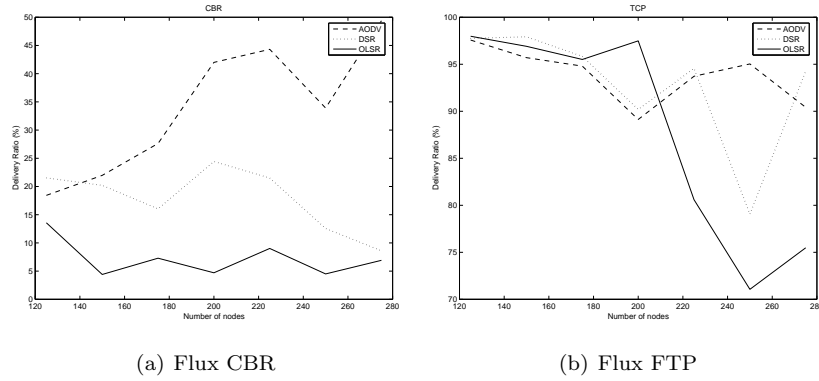 CBR
50
45
40
35
30
25
20
15
10
5
0
Delivery Ratio (%)
120 140 160 180 200 220 240 260 280
Number of nodes
AODV
DSR
OLSR
(a) Flux CBR
TCP
100
95
90
85
80
75
70
Delivery Ratio (%)
120 140 160 180 200 220 240 260 280
Number of nodes
AODV
DSR
OLSR
(b) Flux FTP